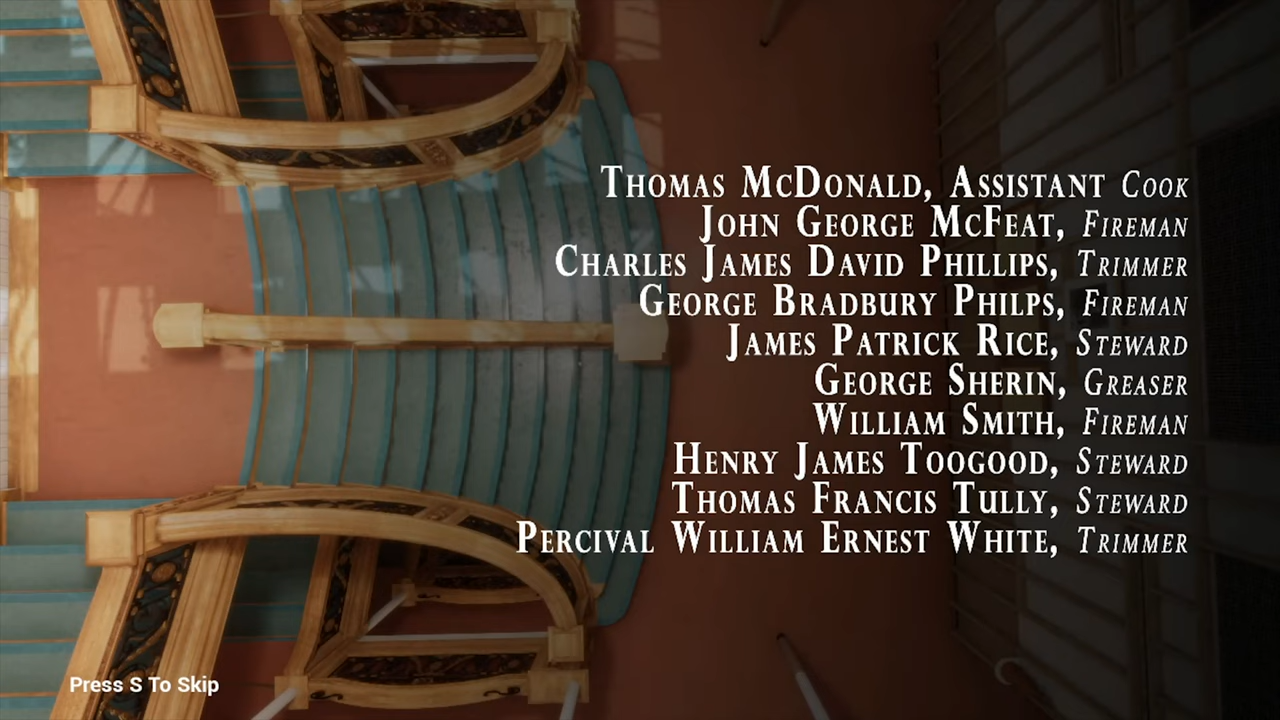 Thomas McDonald, Assistant Cook
John George McFeat, Fireman
Charles James David Phillips, Trimmer
George Bradbury Philps, Fireman
James Patrick Rice, Steward
George Sherin, Greaser
William Smith, Fireman
Henry James Toogood, Steward
Thomas Francis Tully, Steward
Percival William Ernest White, Trimmer
Press S To Skip